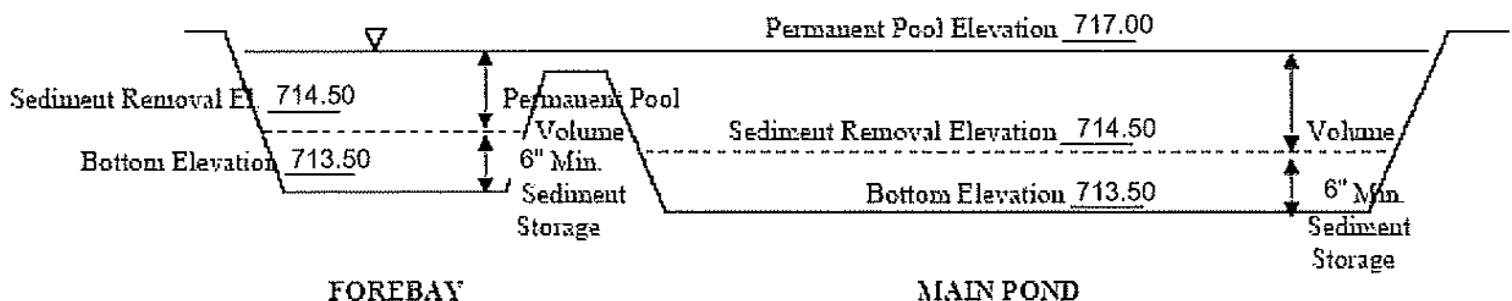 Permanent Pool Elevation 717.00
Sediment Removal El. 714.50
Permanent Pool
Volume
Sediment Removal Elevation 714.50
Volume
Bottom Elevation 713.50
6" Min.
Sediment
Storage
Bottom Elevation 713.50
6" Min.
Sediment
Storage
FOREBAY
MAIN POND